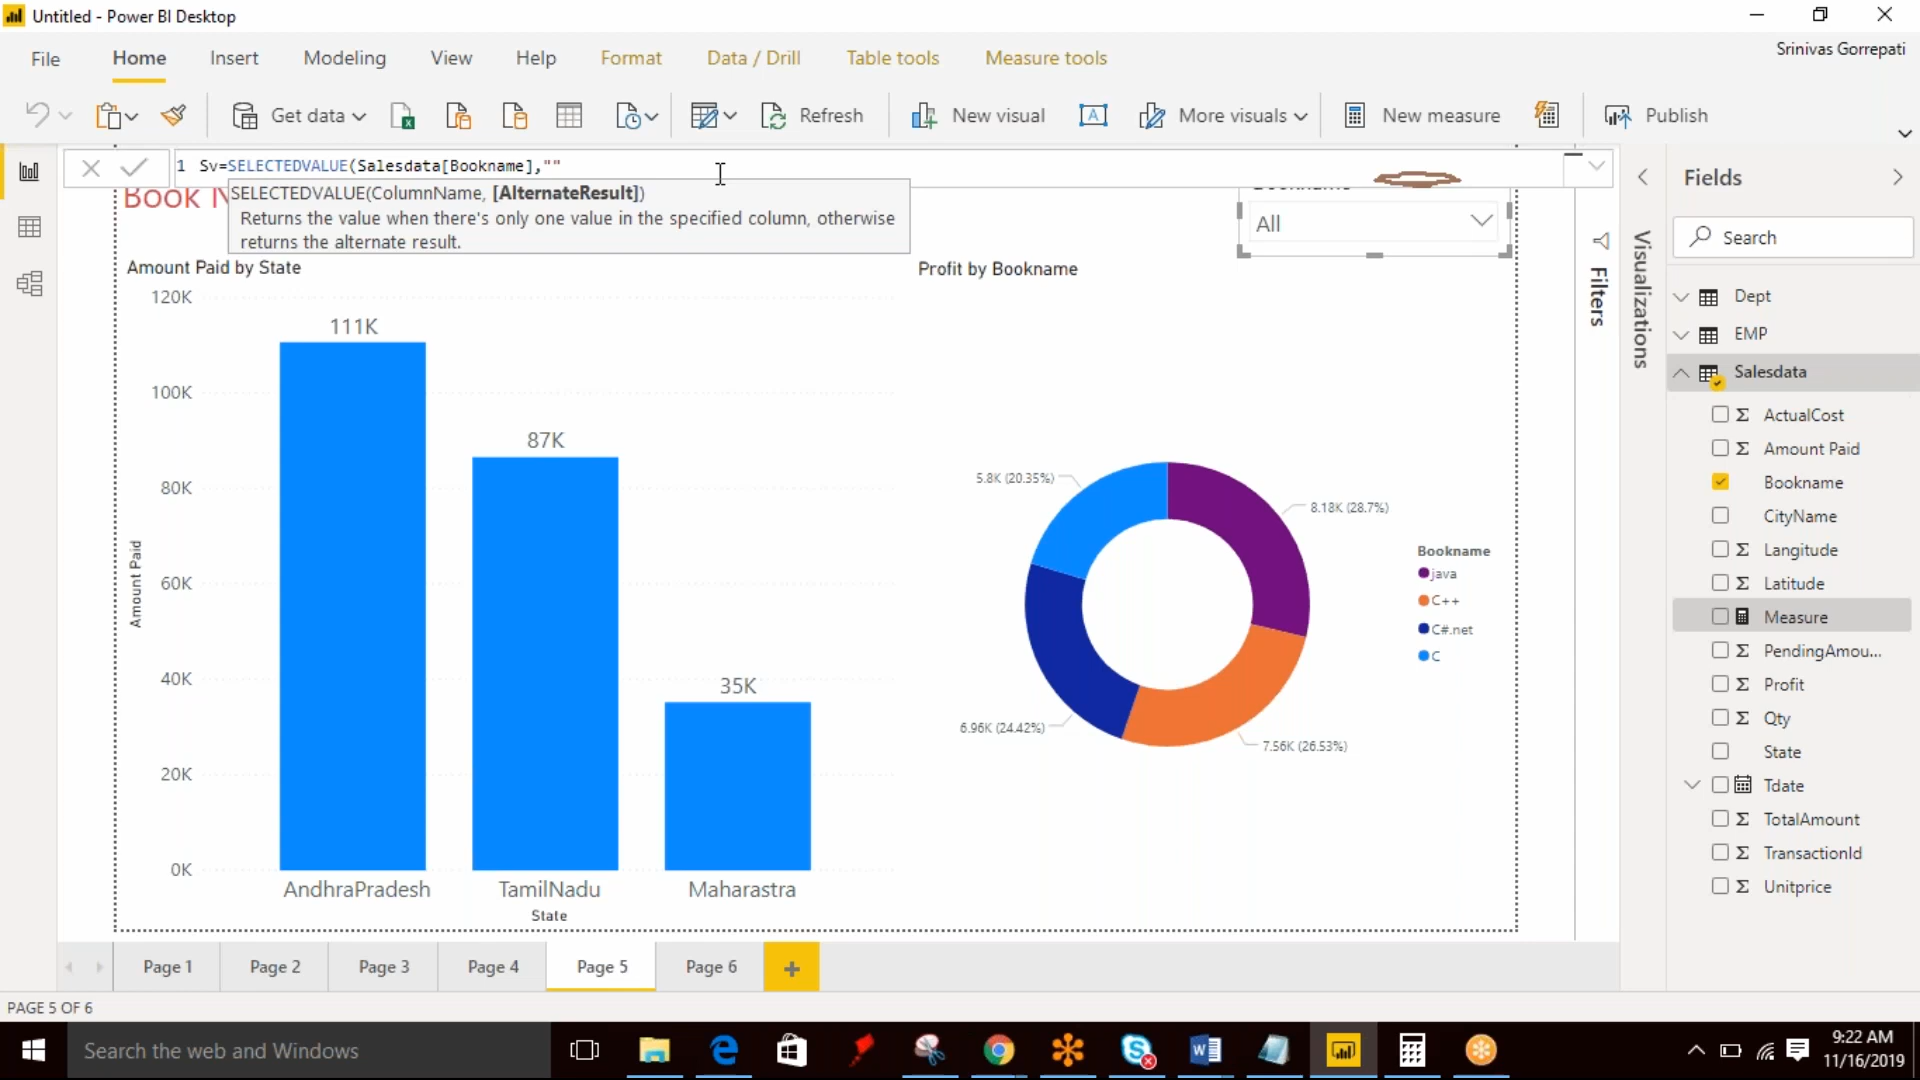 Untitled - Power BI Desktop
Srinivas Gorrepati
File Home Insert Modeling View Help Format Data / Drill Table tools Measure tools
Get data Refresh New visual More visuals New measure Publish
1 Sv=SELECTEDVALUE(Salesdata[Bookname],""
SELECTEDVALUE(ColumnName, [AlternateResult])
Returns the value when there's only one value in the specified column, otherwise
returns the alternate result.
Book N
All
Amount Paid by State
120K
100K
80K
60K
40K
20K
0K
Amount Paid
111K
87K
35K
AndhraPradesh TamilNadu Maharastra
State
Profit by Bookname
5.8K (20.35%)
8.18K (28.7%)
6.96K (24.42%)
7.56K (26.53%)
Bookname
java
C++
C#.net
C
Filters
Visualizations
Fields
Search
Dept
EMP
Salesdata
Σ ActualCost
Σ Amount Paid
Bookname
CityName
Σ Langitude
Σ Latitude
Measure
Σ PendingAmou...
Σ Profit
Σ Qty
State
Tdate
Σ TotalAmount
Σ TransactionId
Σ Unitprice
Page 1 Page 2 Page 3 Page 4 Page 5 Page 6 +
PAGE 5 OF 6
Search the web and Windows
9:22 AM
11/16/2019